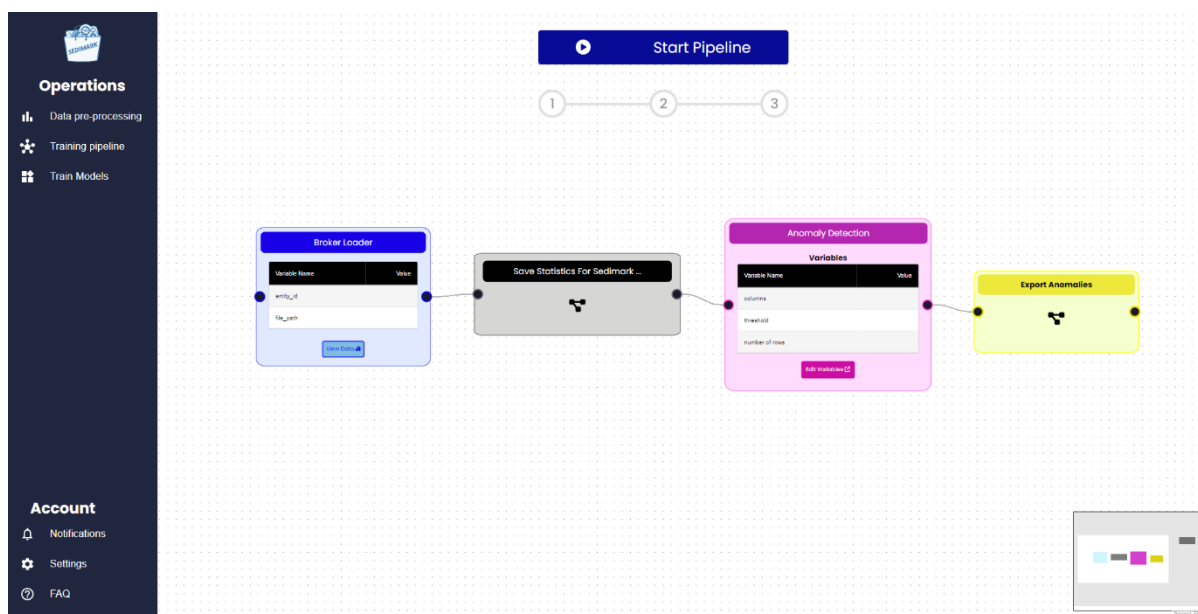 SEDIMARK
Operations
Data pre-processing
Training pipeline
Train Models
Account
Notifications
Settings
FAQ
Start Pipeline
1 2 3
Broker Loader
Variable Name Value
entity_id
file_path
View Data
Save Statistics For Sedimark ...
Anomaly Detection
Variables
Variable Name Value
columns
threshold
number of rows
Edit Variables
Export Anomalies